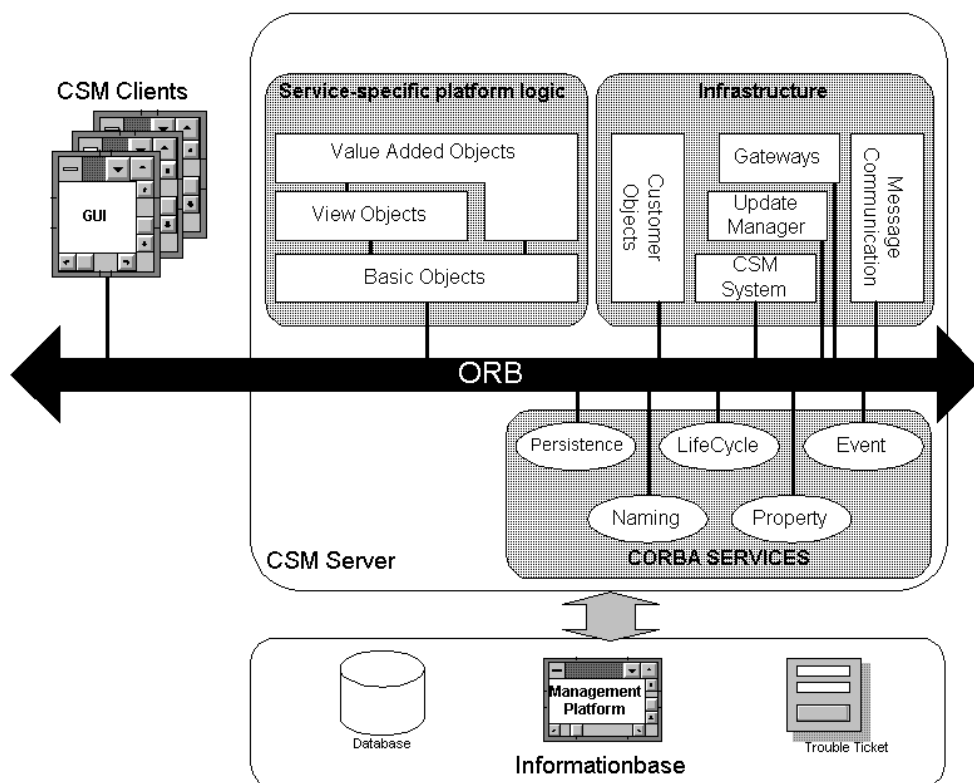 CSM Clients
GUI
Service-specific platform logic
Value Added Objects
View Objects
Basic Objects
Infrastructure
Customer
Objects
Gateways
Update
Manager
CSM
System
Message
Communication
ORB
Persistence
LifeCycle
Event
Naming
Property
CORBA SERVICES
CSM Server
Database
Management
Platform
Trouble Ticket
Informationbase